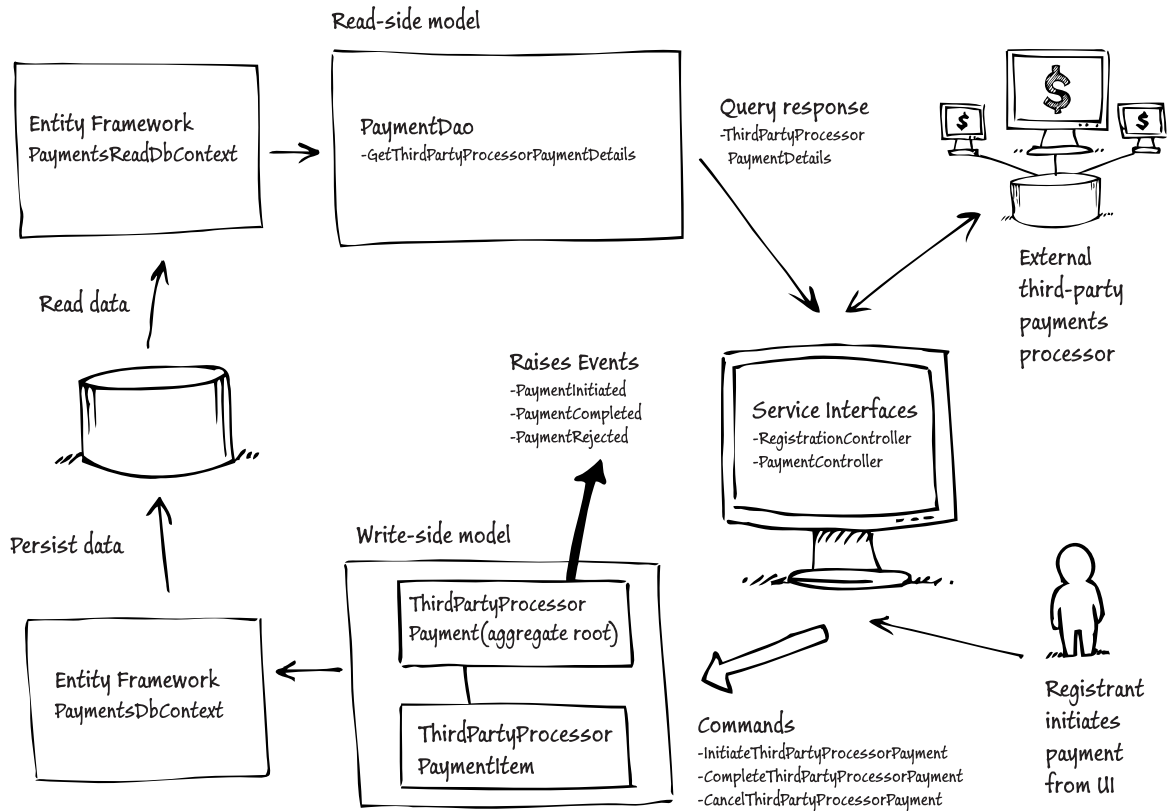 Read-side model
Entity Framework
PaymentsReadDbContext
PaymentDao
-GetThirdPartyProcessorPaymentDetails
Query response
-ThirdPartyProcessor
PaymentDetails
$
$
$
External
third-party
payments
processor
Read data
Raises Events
-PaymentInitiated
-PaymentCompleted
-PaymentRejected
Service Interfaces
-RegistrationController
-PaymentController
Persist data
Write-side model
ThirdPartyProcessor
Payment(aggregate root)
ThirdPartyProcessor
PaymentItem
Entity Framework
PaymentsDbContext
Commands
-InitiateThirdPartyProcessorPayment
-CompleteThirdPartyProcessorPayment
-CancelThirdPartyProcessorPayment
Registrant
initiates
payment
from UI